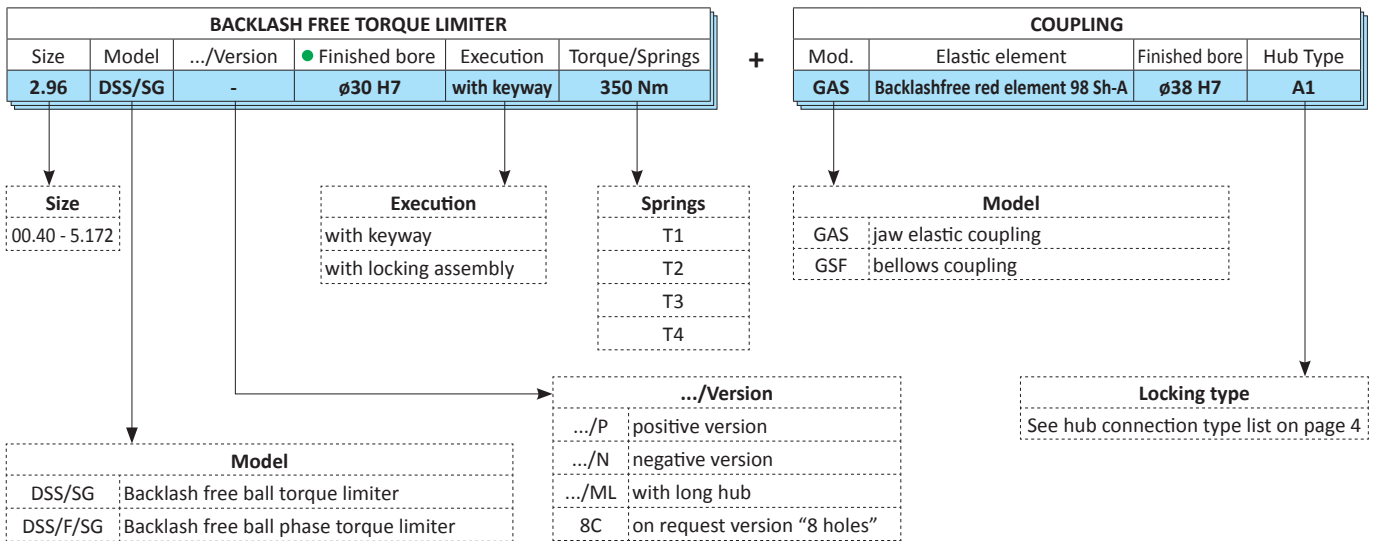 BACKLASH FREE TORQUE LIMITER
Size Model .../Version Finished bore Execution Torque/Springs
2.96 DSS/SG - ø30 H7 with keyway 350 Nm
+
COUPLING
Mod. Elastic element Finished bore Hub Type
GAS Backlashfree red element 98 Sh-A ø38 H7 A1
Size
00.40 - 5.172
Execution
with keyway
with locking assembly
Springs
T1
T2
T3
T4
Model
GAS jaw elastic coupling
GSF bellows coupling
Locking type
See hub connection type list on page 4
.../Version
.../P positive version
.../N negative version
.../ML with long hub
8C on request version “8 holes”
Model
DSS/SG Backlash free ball torque limiter
DSS/F/SG Backlash free ball phase torque limiter